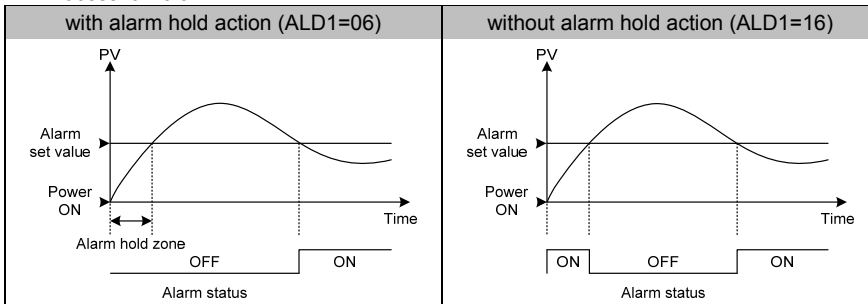 with alarm hold action (ALD1=06)
PV
Alarm
set value
Power
ON
Time
Alarm hold zone
OFF
ON
Alarm status
without alarm hold action (ALD1=16)
PV
Alarm
set value
Power
ON
Time
ON
OFF
ON
Alarm status